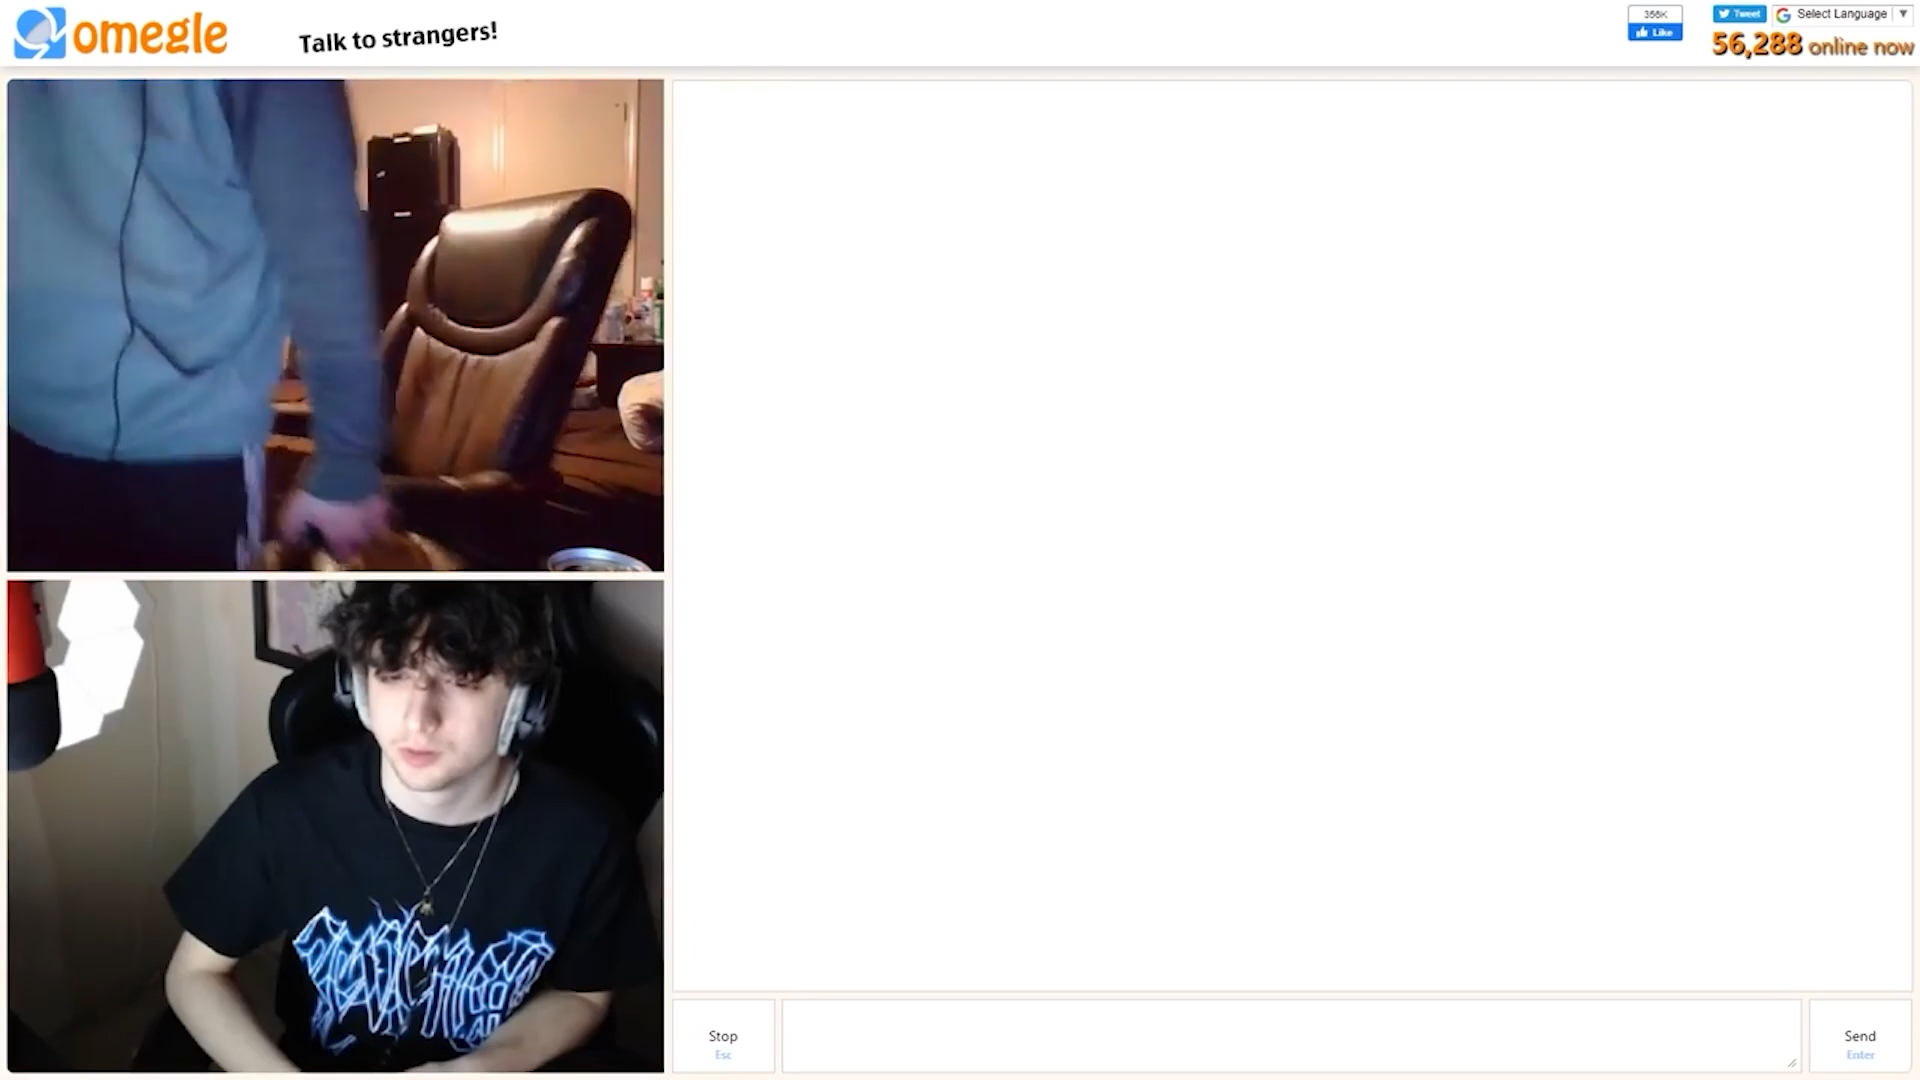 omegle
Talk to strangers!
356K
Like
Tweet
Select Language
56,288 online now
Stop
Esc
Send
Enter